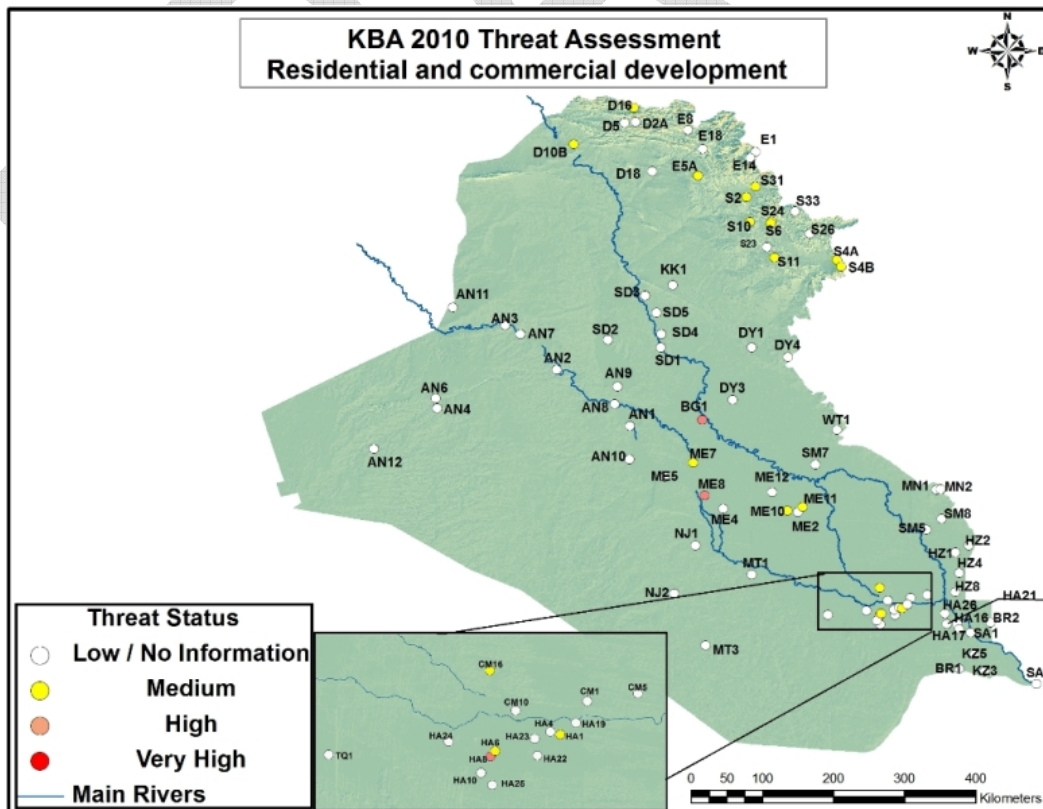 KBA 2010 Threat Assessment
Residential and commercial development
N
W
E
S
D16
D5
D2A
E8
D10B
E18
E1
E14
D18
E5A
S31
S2
S33
S24
S10
S6
S26
S23
S11
S4A
S4B
KK1
SD3
AN11
SD5
AN3
AN7
SD2
SD4
DY1
SD1
DY4
AN2
AN9
AN6
DY3
AN4
AN8
BG1
AN1
WT1
AN12
AN10
ME7
SM7
ME5
ME8
ME12
MN1
MN2
ME11
ME4
ME10
ME2
SM8
SM5
NJ1
HZ2
HZ1
MT1
HZ4
NJ2
HZ8
HA21
HA26
HA16
BR2
HA17
SA1
MT3
KZ5
BR1
KZ3
SA
Threat Status
Low / No Information
Medium
High
Very High
Main Rivers
CM16
CM5
CM1
CM10
HA4
HA19
HA24
HA23
HA1
HA6
TQ1
HA8
HA22
HA10
HA25
0 50 100 200 300 400
Kilometers